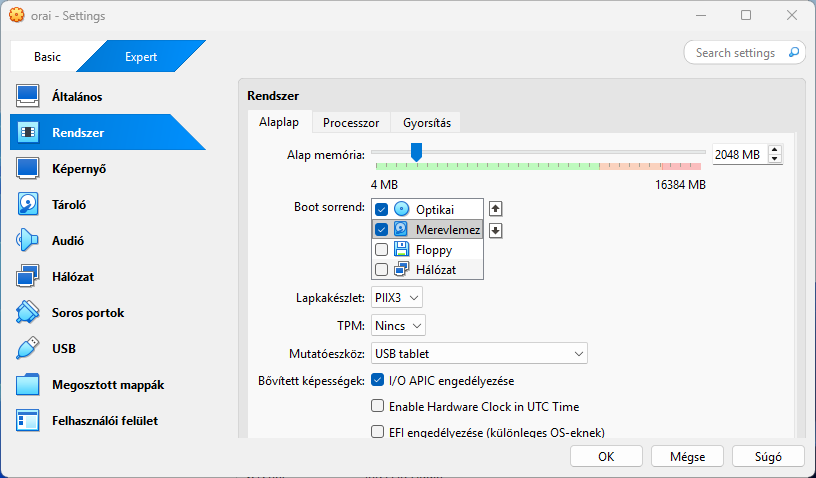 orai - Settings
Basic
Expert
Search settings
Általános
Rendszer
Képernyő
Tároló
Audió
Hálózat
Soros portok
USB
Megosztott mappák
Felhasználói felület
Rendszer
Alaplap
Processzor
Gyorsítás
Alap memória:
2048 MB
4 MB
16384 MB
Boot sorrend:
Optikai
Merevlemez
Floppy
Hálózat
Lapkakészlet:
PIIX3
TPM:
Nincs
Mutatóeszköz:
USB tablet
Bővített képességek:
I/O APIC engedélyezése
Enable Hardware Clock in UTC Time
EFI engedélyezése (különleges OS-eknek)
OK
Mégse
Súgó